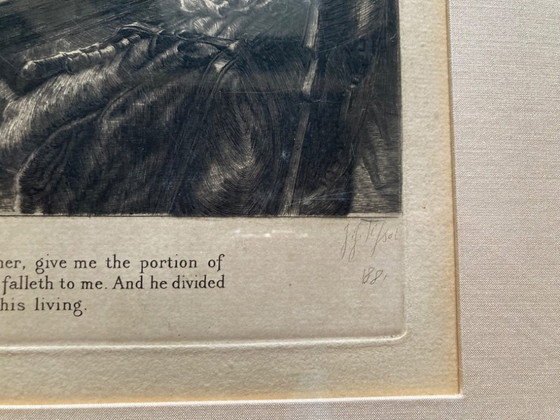 her, give me the portion of
falleth to me. And he divided
his living.